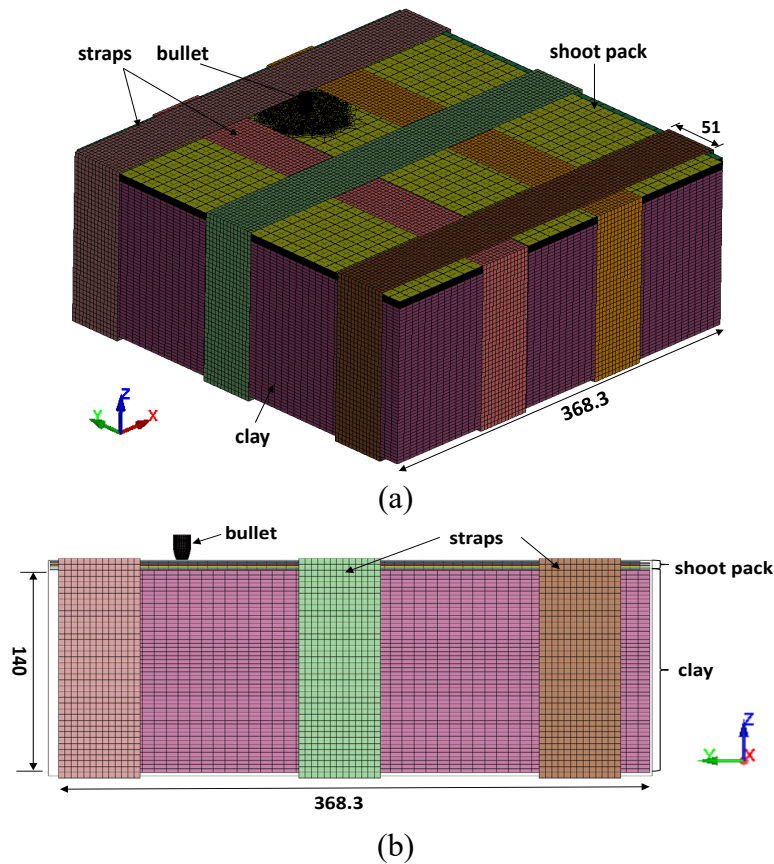 straps
bullet
shoot pack
51
clay
368.3
Z
Y
X
(a)
bullet
straps
shoot pack
140
clay
Z
Y
X
368.3
(b)